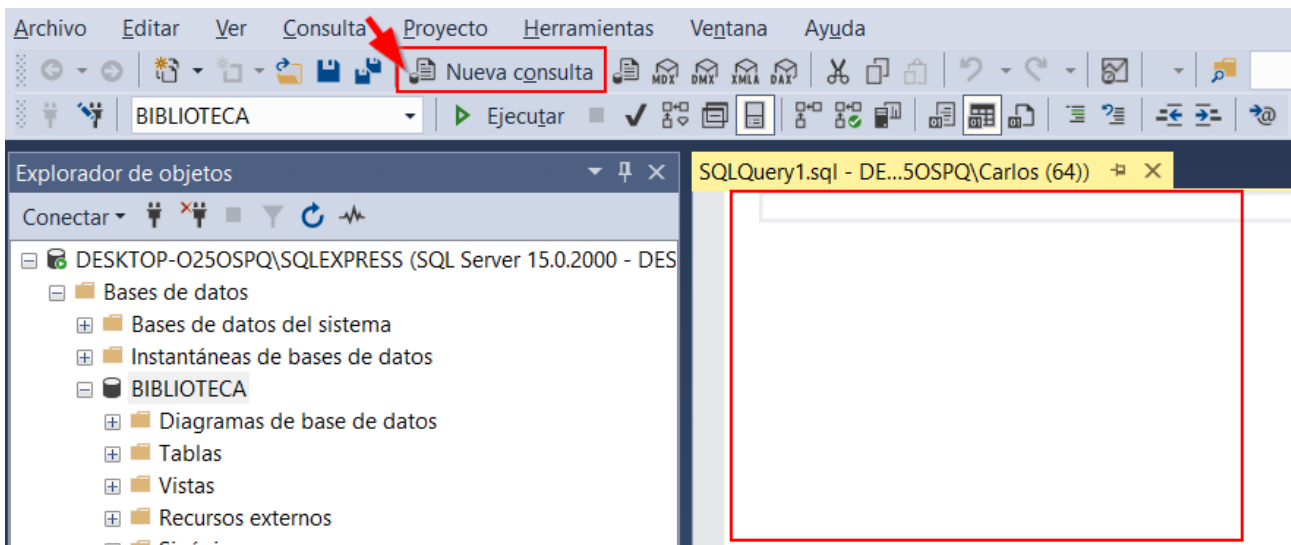 Archivo Editar Ver Consulta Proyecto Herramientas Ventana Ayuda
Nueva consulta MDX DMX XMLA DAX
BIBLIOTECA Ejecutar
Explorador de objetos
SQLQuery1.sql - DE...5OSPQ\Carlos (64))
Conectar
DESKTOP-O25OSPQ\SQLEXPRESS (SQL Server 15.0.2000 - DES
Bases de datos
Bases de datos del sistema
Instantáneas de bases de datos
BIBLIOTECA
Diagramas de base de datos
Tablas
Vistas
Recursos externos